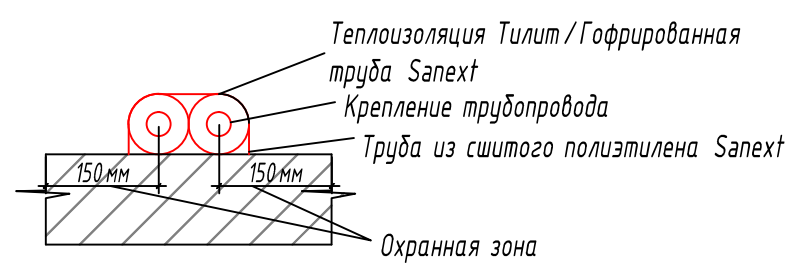 Теплоизоляция Тилит/Гофрированная
труба Sanext
Крепление трубопровода
Труба из сшитого полиэтилена Sanext
150 мм
150 мм
Охранная зона